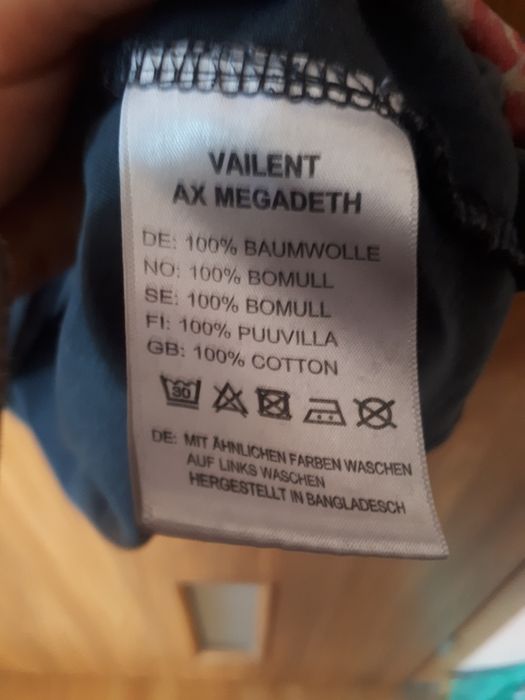 VAILENT
AX MEGADETH
DE: 100% BAUMWOLLE
NO: 100% BOMULL
SE: 100% BOMULL
FI: 100% PUUVILLA
GB: 100% COTTON
30
DE: MIT ÄHNLICHEN FARBEN WASCHEN
AUF LINKS WASCHEN
HERGESTELLT IN BANGLADESCH